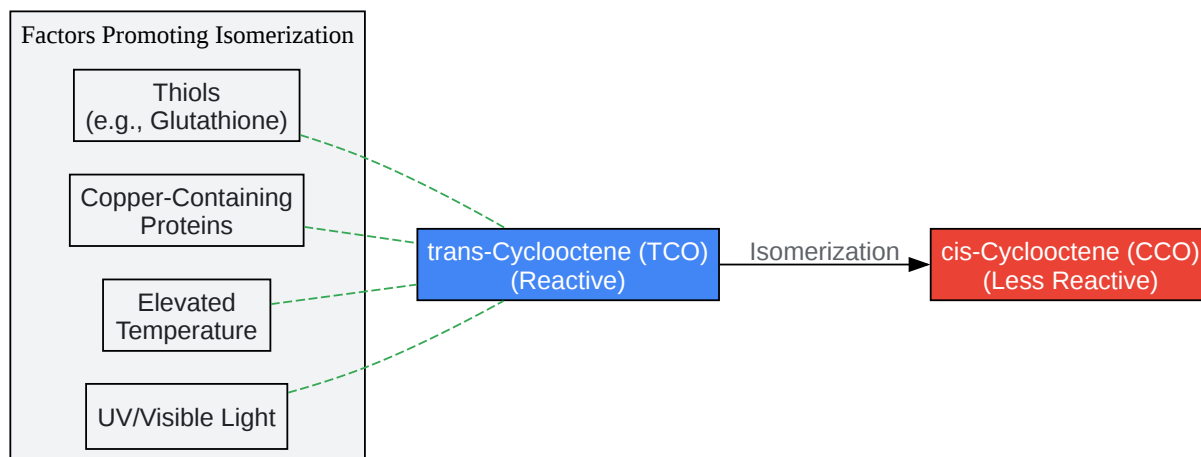 Factors Promoting Isomerization
Thiols
(e.g., Glutathione)
Copper-Containing
Proteins
Elevated
Temperature
UV/Visible Light
trans-Cyclooctene (TCO)
(Reactive)
Isomerization
cis-Cyclooctene (CCO)
(Less Reactive)